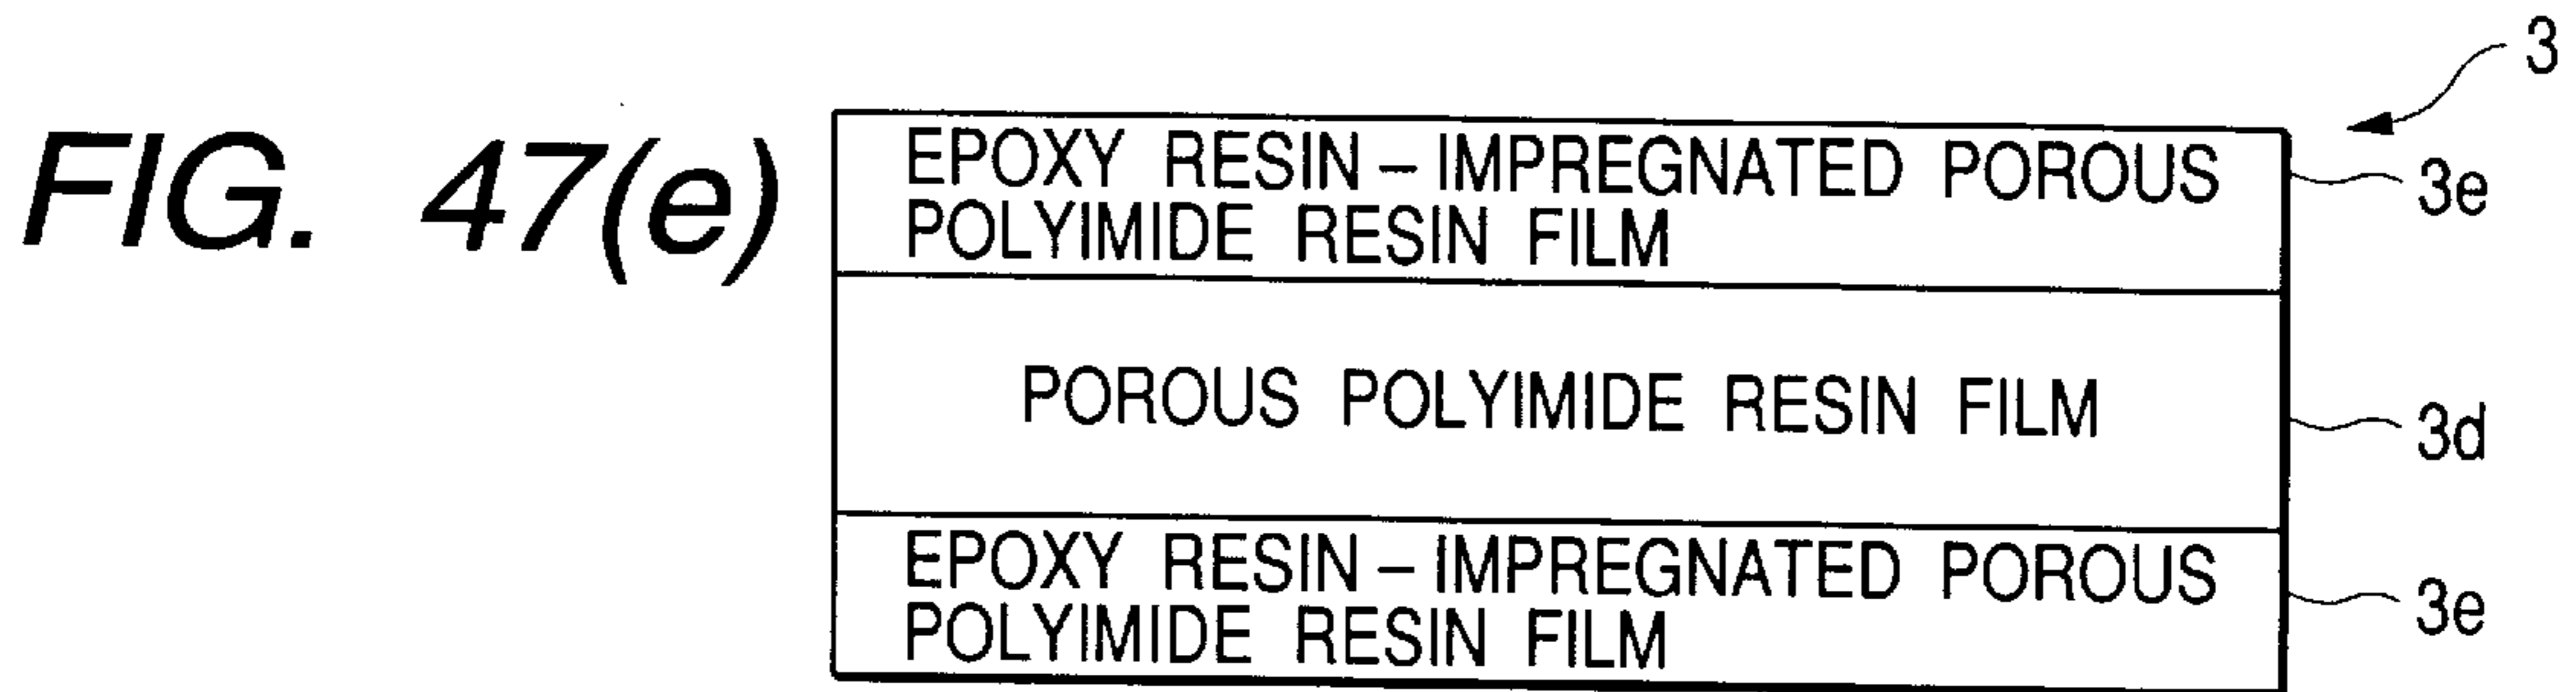 FIG. 47(e)
3
EPOXY RESIN-IMPREGNATED POROUS
POLYIMIDE RESIN FILM
3e
POROUS POLYIMIDE RESIN FILM
3d
EPOXY RESIN-IMPREGNATED POROUS
POLYIMIDE RESIN FILM
3e